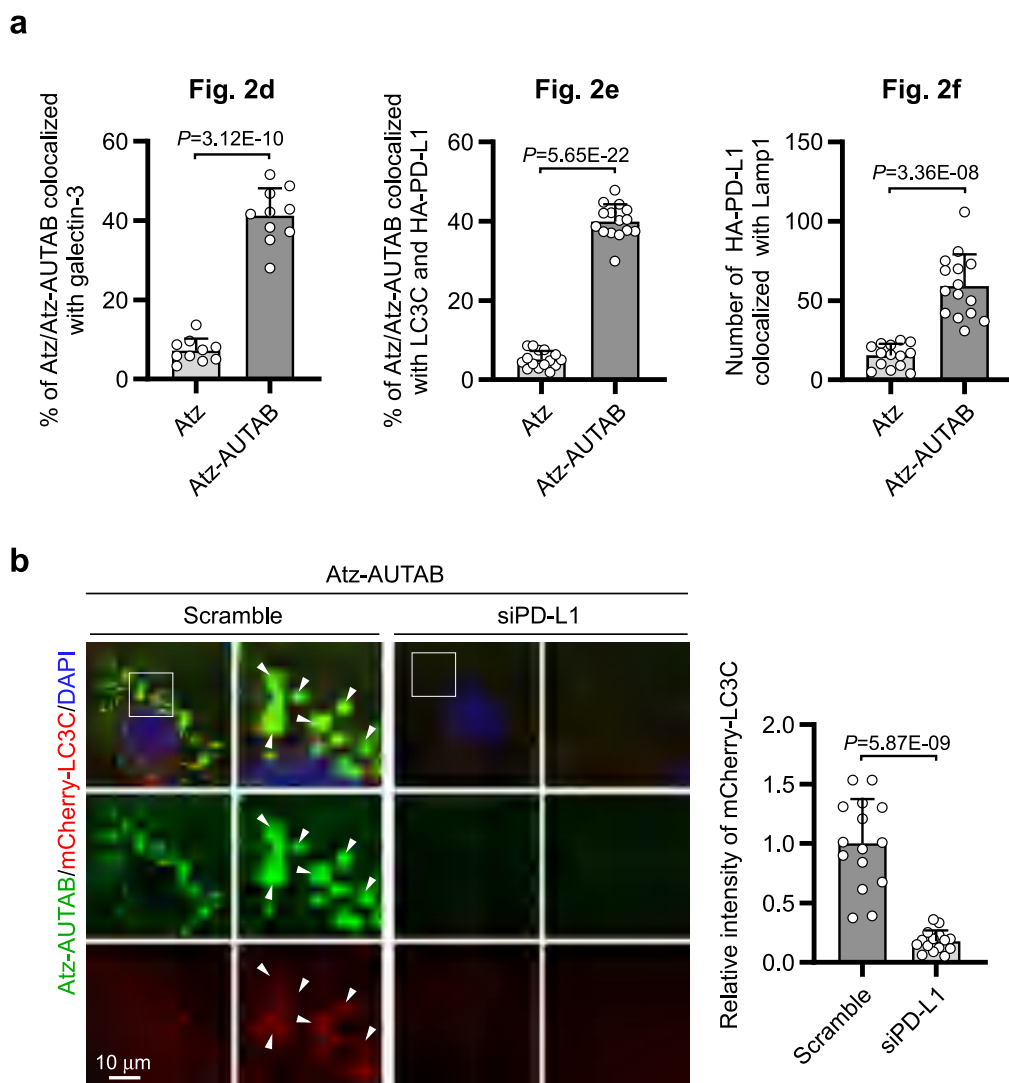 a
Fig. 2d
% of Atz/Atz-AUTAB colocalized
with galectin-3
60
40
20
0
P=3.12E-10
Atz
Atz-AUTAB
Fig. 2e
% of Atz/Atz-AUTAB colocalized
with LC3C and HA-PD-L1
60
40
20
0
P=5.65E-22
Atz
Atz-AUTAB
Fig. 2f
Number of HA-PD-L1
colocalized with Lamp1
150
100
50
0
P=3.36E-08
Atz
Atz-AUTAB
b
Atz-AUTAB
Scramble
siPD-L1
Atz-AUTAB/mCherry-LC3C/DAPI
10 μm
Relative intensity of mCherry-LC3C
2.0
1.5
1.0
0.5
0.0
P=5.87E-09
Scramble
siPD-L1